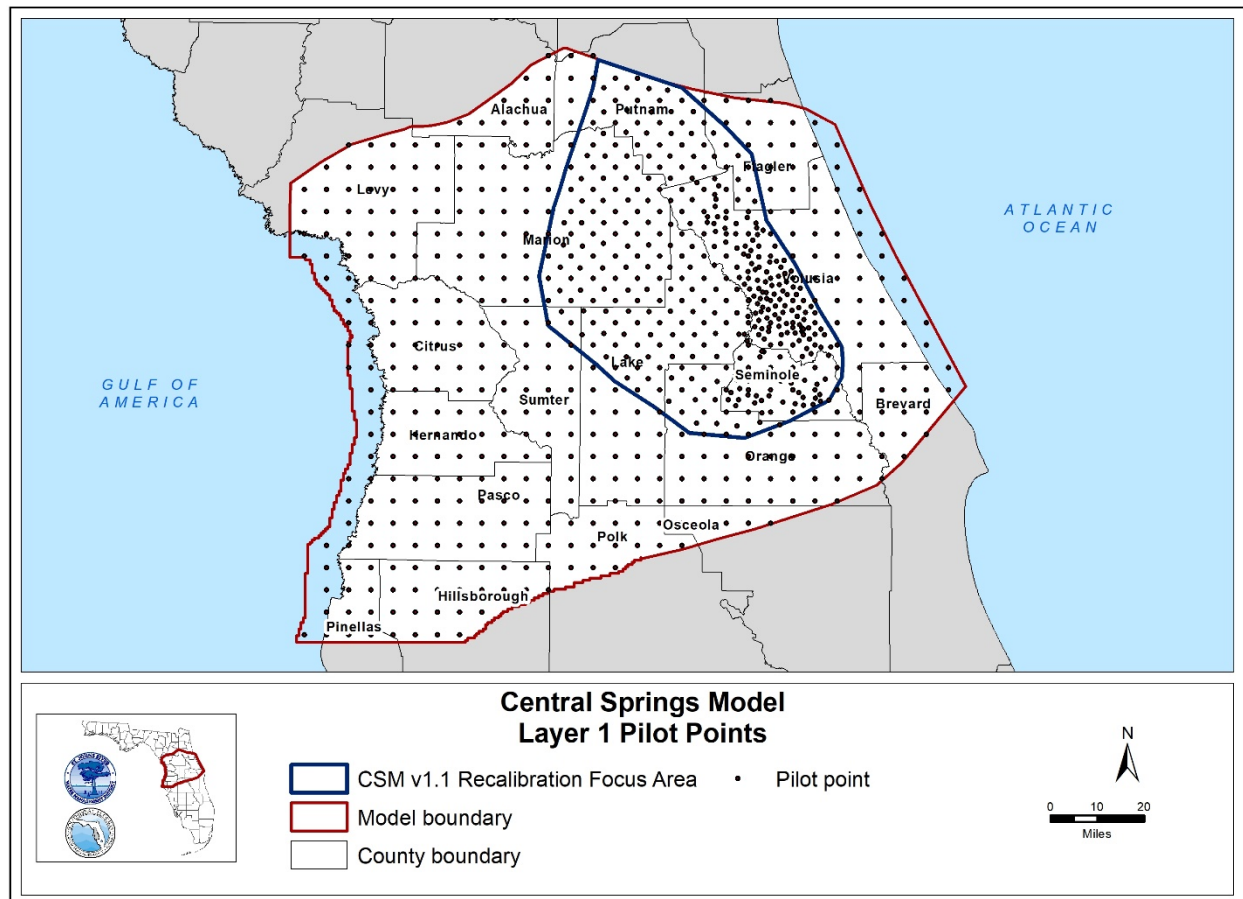 Alachua
Putnam
Flagler
Levy
ATLANTIC
OCEAN
Marion
Volusia
Citrus
Lake
GULF OF
AMERICA
Seminole
Sumter
Brevard
Hernando
Orange
Pasco
Osceola
Polk
Hillsborough
Pinellas
Central Springs Model
Layer 1 Pilot Points
CSM v1.1 Recalibration Focus Area
Pilot point
Model boundary
County boundary
N
0 10 20
Miles